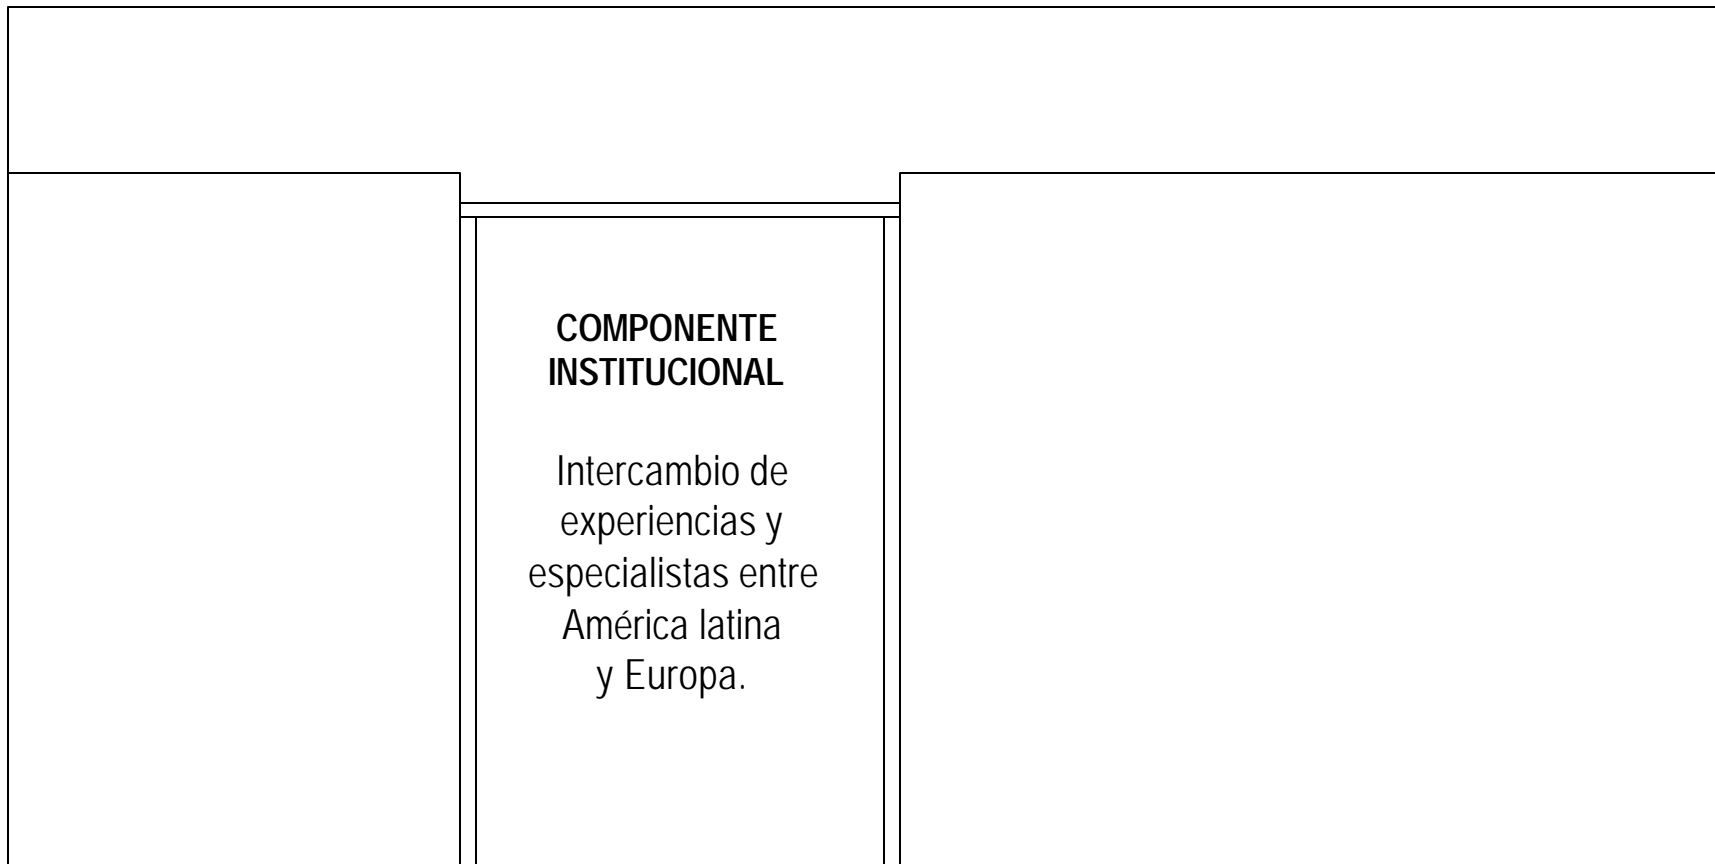 COMPONENTE
INSTITUCIONAL
Intercambio de
experiencias y
especialistas entre
América latina
y Europa.